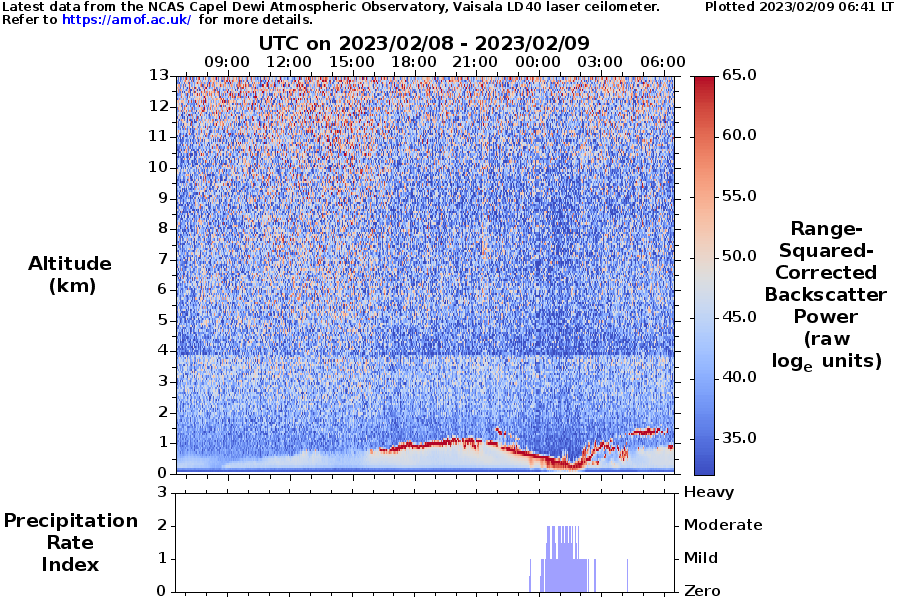 Latest data from the NCAS Capel Dewi Atmospheric Observatory, Vaisala LD40 laser ceilometer. Plotted 2023/02/09 06:41 LT
Refer to https://amof.ac.uk/ for more details.
UTC on 2023/02/08 - 2023/02/09
09:00 12:00 15:00 18:00 21:00 00:00 03:00 06:00
13
12
11
10
9
8
7
6
5
4
3
2
1
0
Altitude
(km)
65.0
60.0
55.0
50.0
45.0
40.0
35.0
Range-
Squared-
Corrected
Backscatter
Power
(raw
loge units)
3
2
1
0
Precipitation
Rate
Index
Heavy
Moderate
Mild
Zero